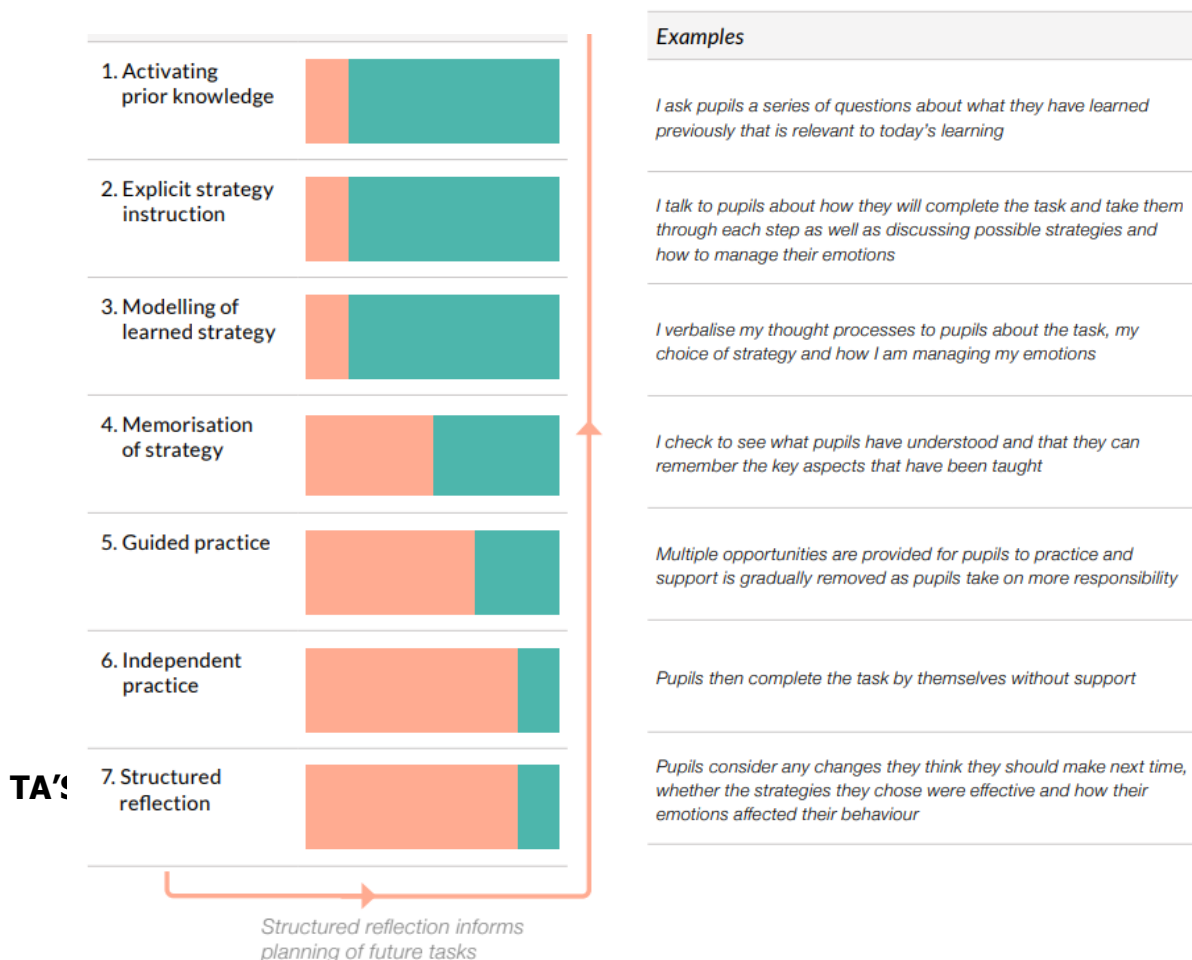 1. Activating
prior knowledge
2. Explicit strategy
instruction
3. Modelling of
learned strategy
4. Memorisation
of strategy
5. Guided practice
6. Independent
practice
7. Structured
reflection
TA'S
Structured reflection informs
planning of future tasks
Examples
I ask pupils a series of questions about what they have learned
previously that is relevant to today's learning
I talk to pupils about how they will complete the task and take them
through each step as well as discussing possible strategies and
how to manage their emotions
I verbalise my thought processes to pupils about the task, my
choice of strategy and how I am managing my emotions
I check to see what pupils have understood and that they can
remember the key aspects that have been taught
Multiple opportunities are provided for pupils to practice and
support is gradually removed as pupils take on more responsibility
Pupils then complete the task by themselves without support
Pupils consider any changes they think they should make next time,
whether the strategies they chose were effective and how their
emotions affected their behaviour